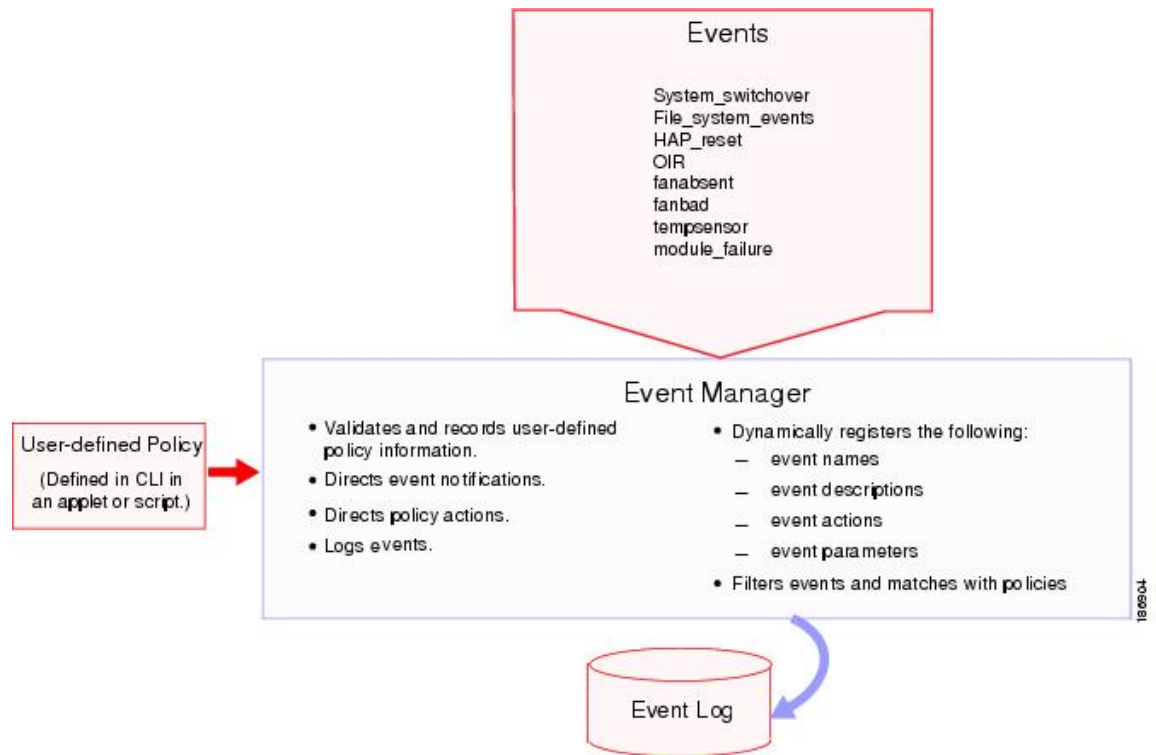 Events
System_switchover
File_system_events
HAP_reset
OIR
fanabsent
fanbad
tempsensor
module_failure
User-defined Policy
(Defined in CLI in
an applet or script.)
Event Manager
• Validates and records user-defined
policy information.
• Directs event notifications.
• Directs policy actions.
• Logs events.
• Dynamically registers the following:
— event names
— event descriptions
— event actions
— event parameters
• Filters events and matches with policies
186904
Event Log